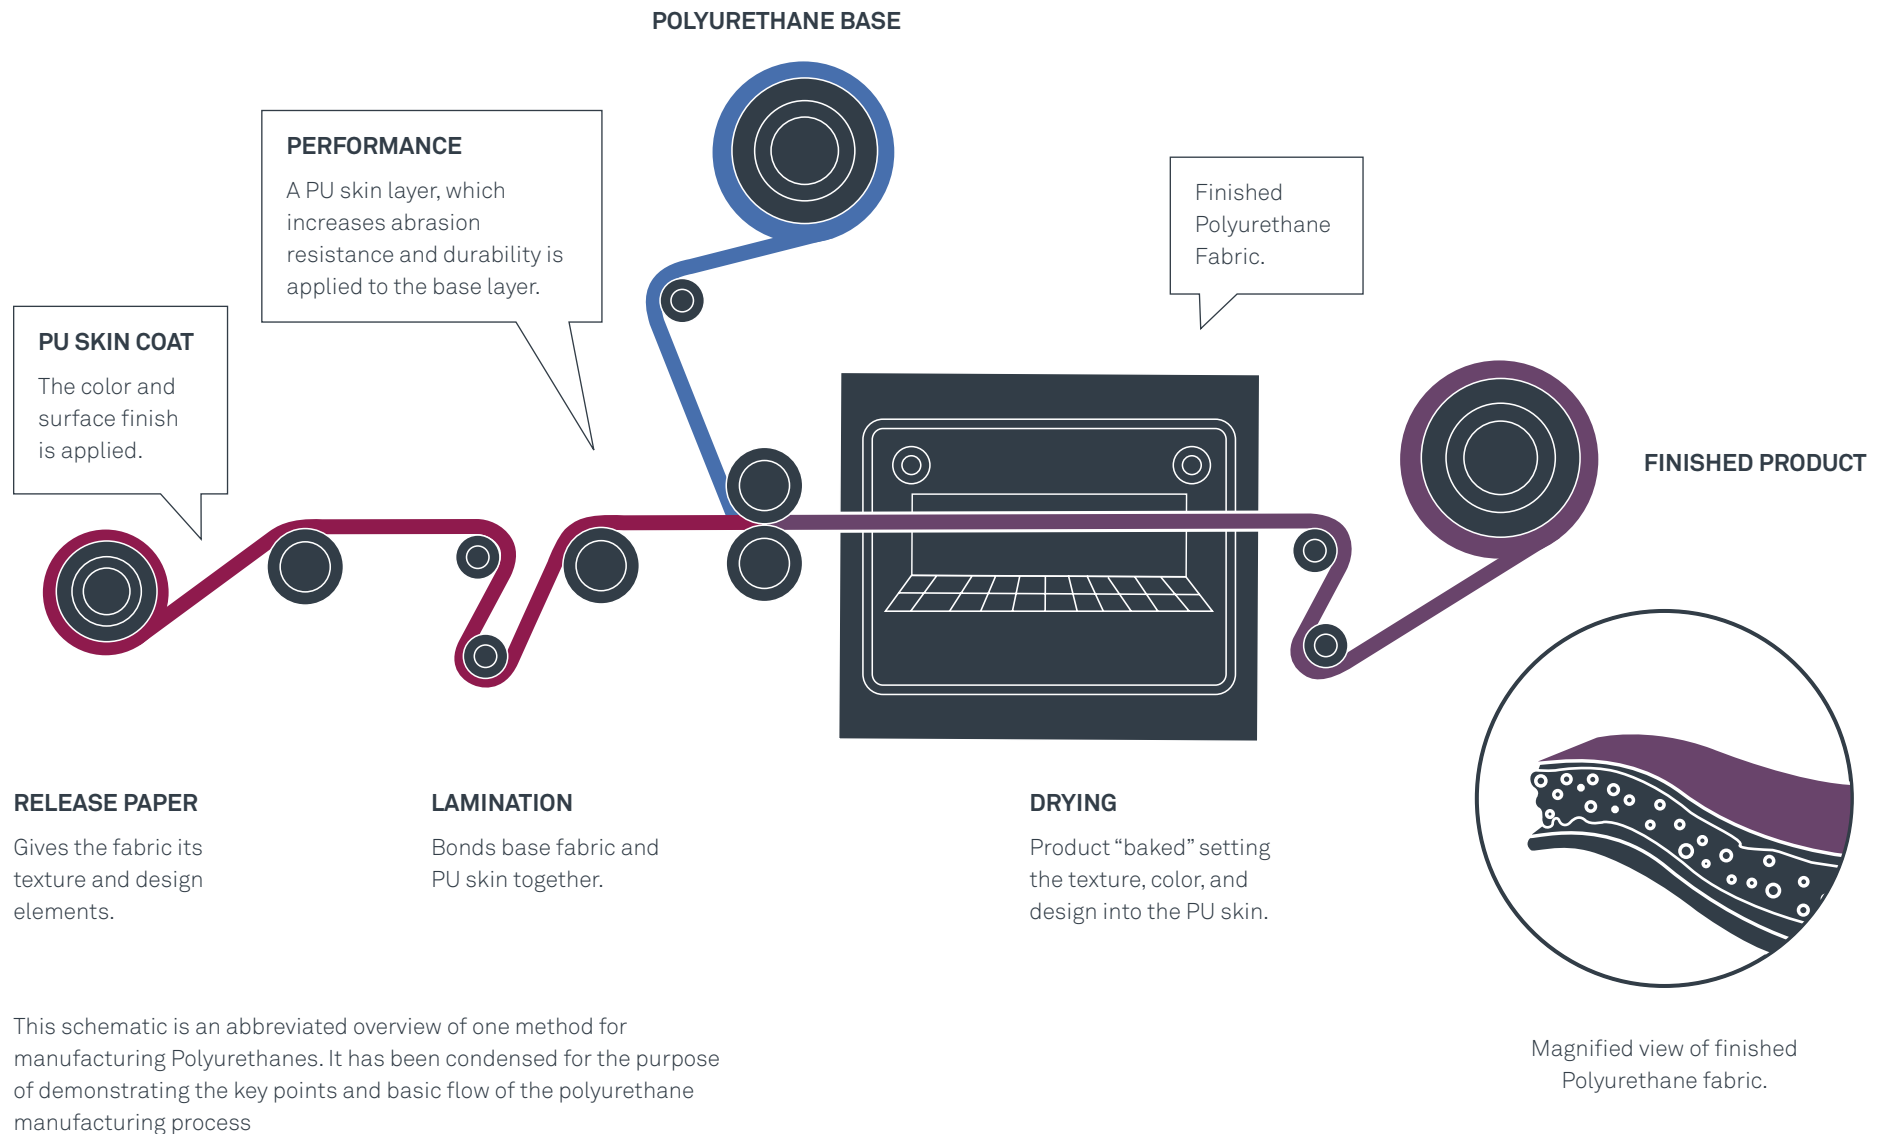 POLYURETHANE BASE
PERFORMANCE
A PU skin layer, which
increases abrasion
resistance and durability is
applied to the base layer.
Finished
Polyurethane
Fabric.
PU SKIN COAT
The color and
surface finish
is applied.
FINISHED PRODUCT
RELEASE PAPER
Gives the fabric its
texture and design
elements.
LAMINATION
Bonds base fabric and
PU skin together.
DRYING
Product “baked” setting
the texture, color, and
design into the PU skin.
This schematic is an abbreviated overview of one method for
manufacturing Polyurethanes. It has been condensed for the purpose
of demonstrating the key points and basic flow of the polyurethane
manufacturing process
Magnified view of finished
Polyurethane fabric.